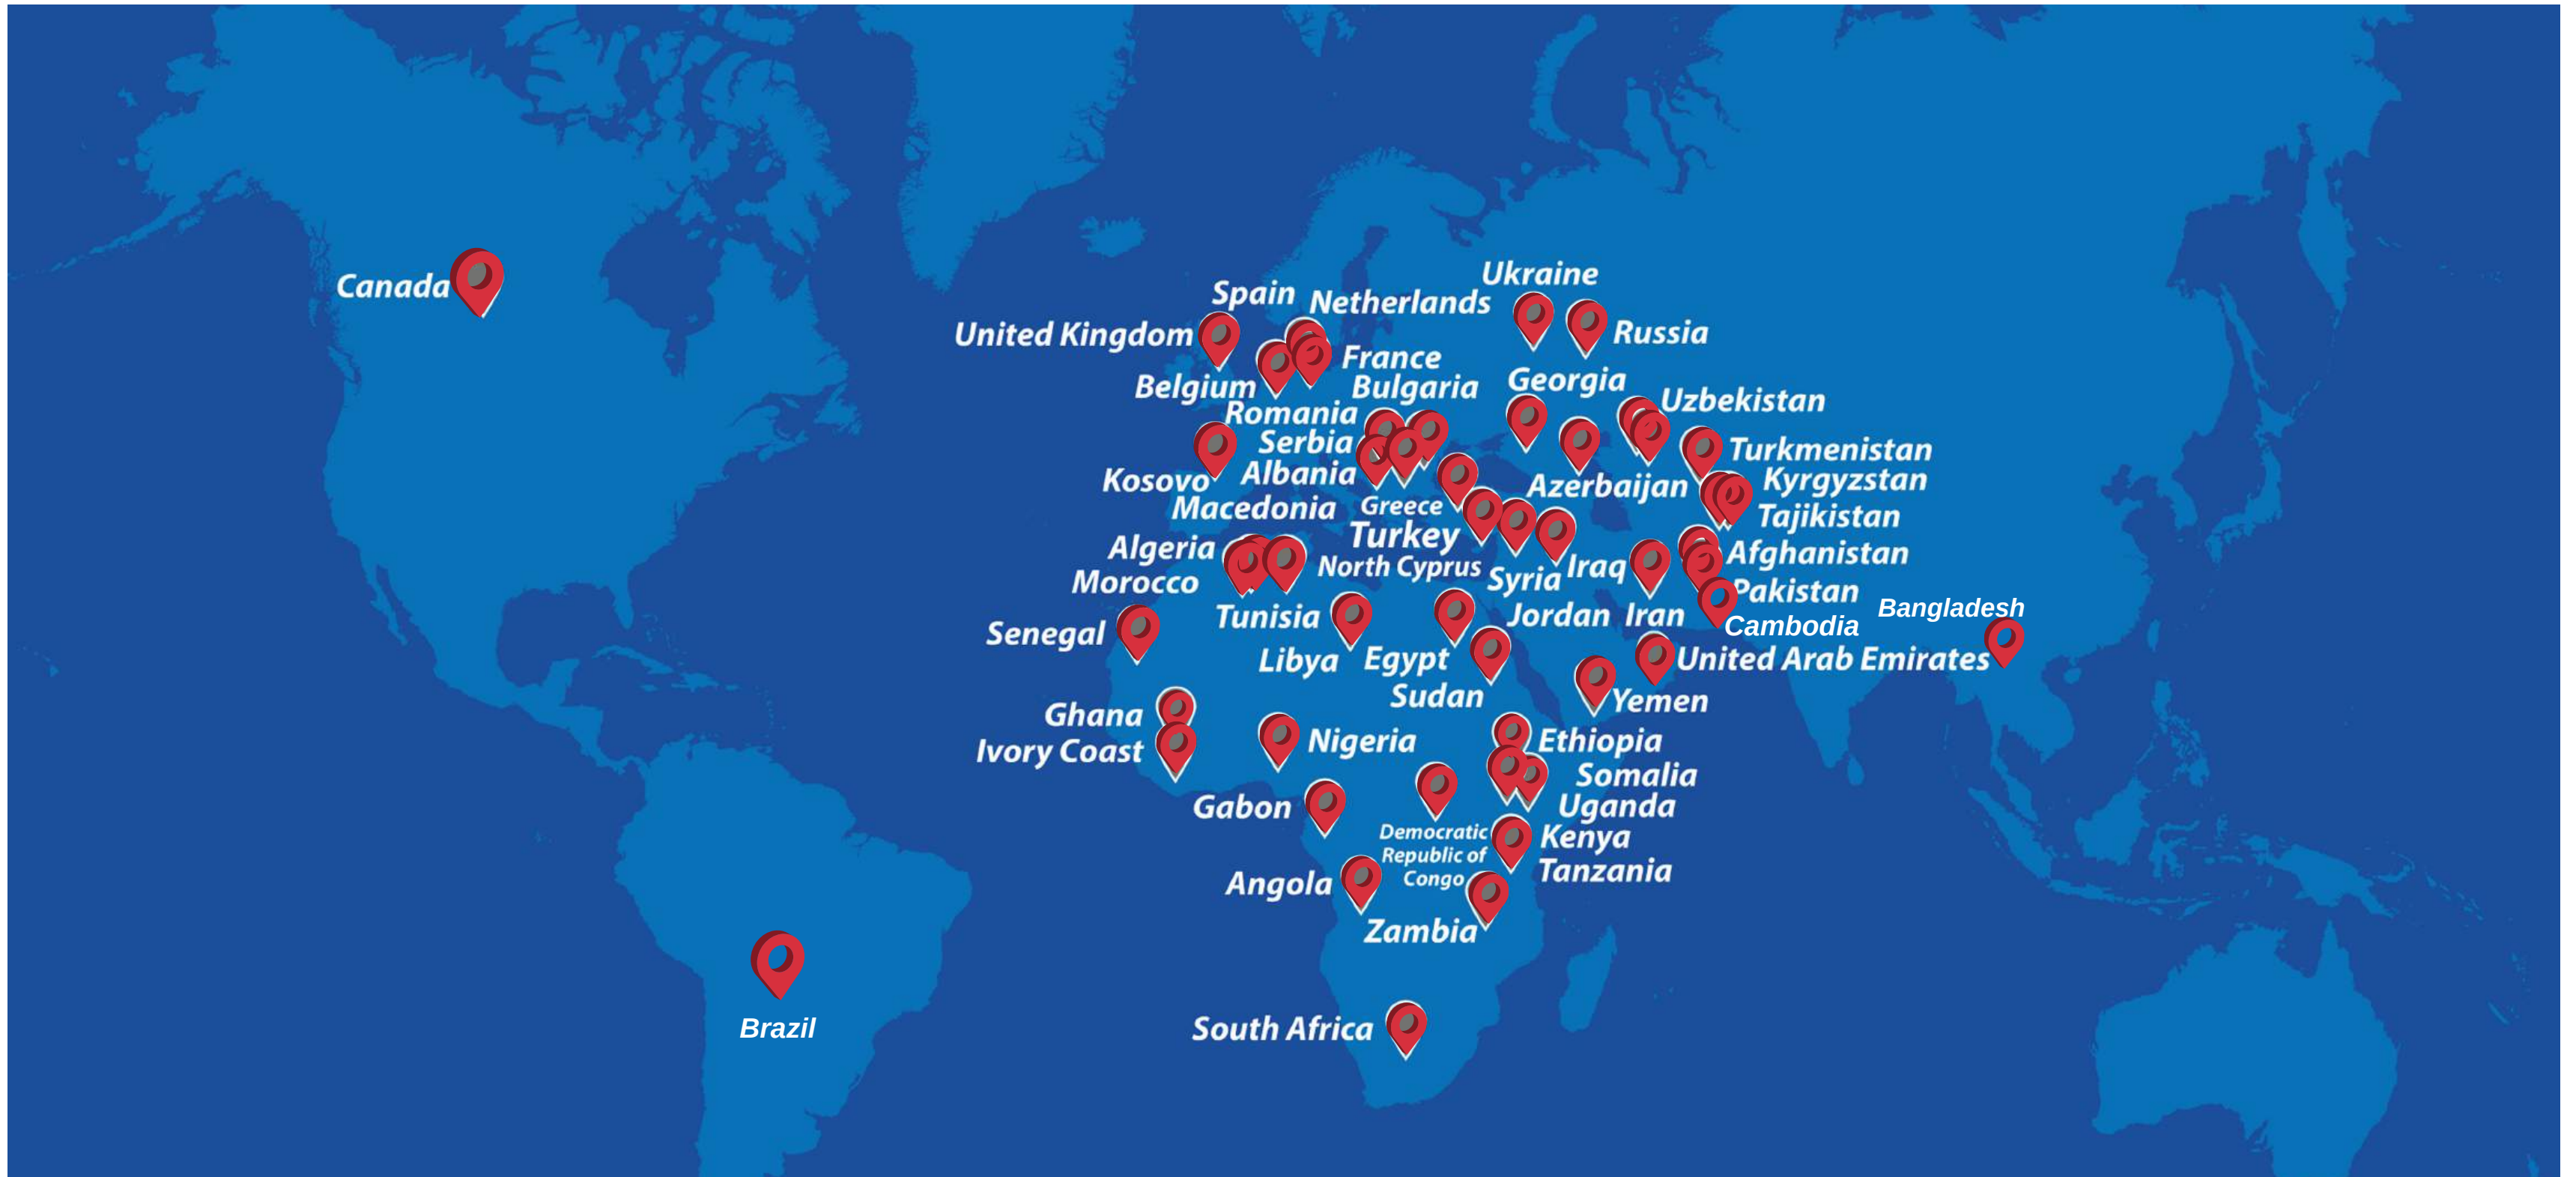 Ukraine
Canada
Spain
Netherlands
United Kingdom
Russia
France
Belgium
Bulgaria
Georgia
Uzbekistan
Romania
Serbia
Turkmenistan
Albania
Kosovo
Azerbaijan
Kyrgyzstan
Macedonia
Greece
Tajikistan
Turkey
Algeria
Afghanistan
North Cyprus
Iraq
Syria
Morocco
Pakistan
Bangladesh
Tunisia
Jordan
Iran
Cambodia
Senegal
Libya
Egypt
United Arab Emirates
Sudan
Yemen
Ghana
Nigeria
Ethiopia
Ivory Coast
Somalia
Gabon
Uganda
Democratic
Republic of
Congo
Kenya
Tanzania
Angola
Zambia
Brazil
South Africa